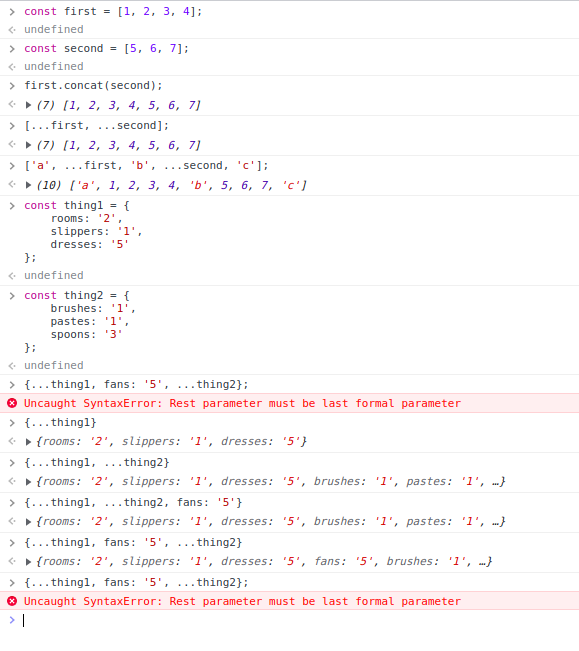 const first = [1, 2, 3, 4];
undefined
const second = [5, 6, 7];
undefined
first.concat(second);
(7) [1, 2, 3, 4, 5, 6, 7]
[...first, ...second];
(7) [1, 2, 3, 4, 5, 6, 7]
['a', ...first, 'b', ...second, 'c'];
(10) ['a', 1, 2, 3, 4, 'b', 5, 6, 7, 'c']
const thing1 = {
    rooms: '2',
    slippers: '1',
    dresses: '5'
};
undefined
const thing2 = {
    brushes: '1',
    pastes: '1',
    spoons: '3'
};
undefined
{...thing1, fans: '5', ...thing2};
Uncaught SyntaxError: Rest parameter must be last formal parameter
{...thing1}
{rooms: '2', slippers: '1', dresses: '5'}
{...thing1, ...thing2}
{rooms: '2', slippers: '1', dresses: '5', brushes: '1', pastes: '1', …}
{...thing1, ...thing2, fans: '5'}
{rooms: '2', slippers: '1', dresses: '5', brushes: '1', pastes: '1', …}
{...thing1, fans: '5', ...thing2}
{rooms: '2', slippers: '1', dresses: '5', fans: '5', brushes: '1', …}
{...thing1, fans: '5', ...thing2};
Uncaught SyntaxError: Rest parameter must be last formal parameter